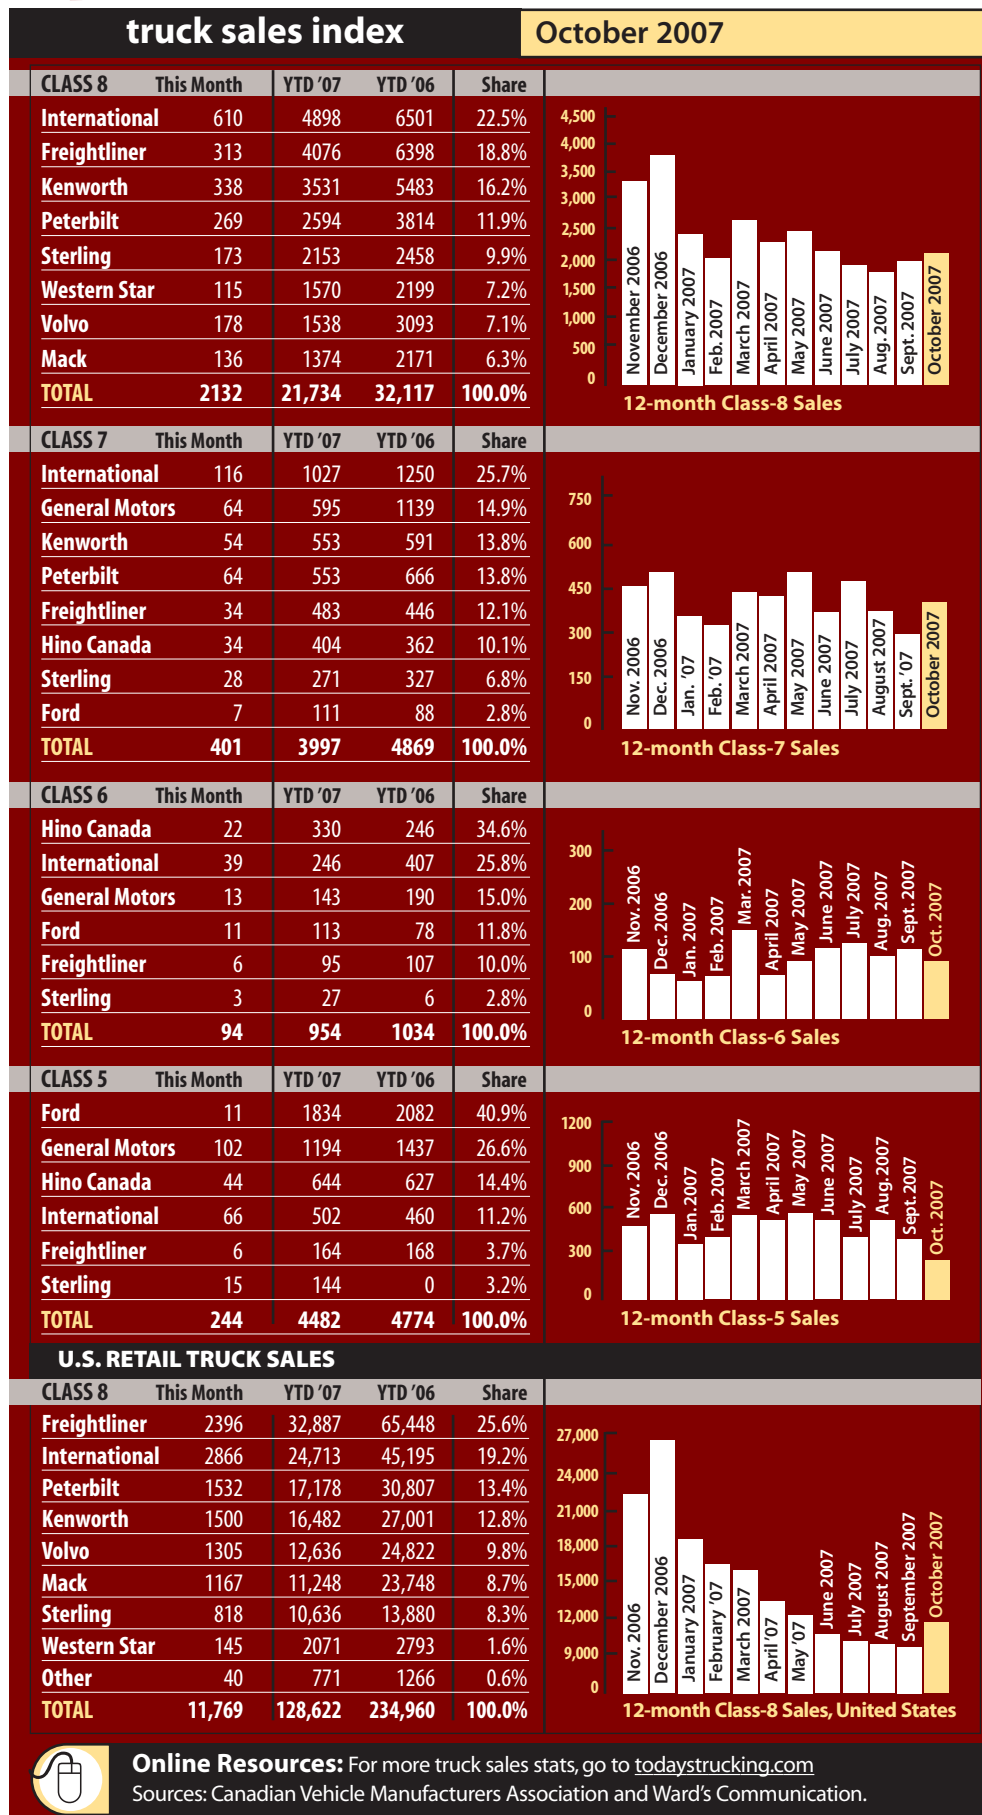 truck sales index October 2007
CLASS 8 This Month YTD ’07 YTD ’06 Share
International 610 4898 6501 22.5%
Freightliner 313 4076 6398 18.8%
Kenworth 338 3531 5483 16.2%
Peterbilt 269 2594 3814 11.9%
Sterling 173 2153 2458 9.9%
Western Star 115 1570 2199 7.2%
Volvo 178 1538 3093 7.1%
Mack 136 1374 2171 6.3%
TOTAL 2132 21,734 32,117 100.0%
4,500
4,000
3,500
3,000
2,500
2,000
1,500
1,000
500
0
November 2006
December 2006
January 2007
Feb. 2007
March 2007
April 2007
May 2007
June 2007
July 2007
Aug. 2007
Sept. 2007
October 2007
12-month Class-8 Sales
CLASS 7 This Month YTD ’07 YTD ’06 Share
International 116 1027 1250 25.7%
General Motors 64 595 1139 14.9%
Kenworth 54 553 591 13.8%
Peterbilt 64 553 666 13.8%
Freightliner 34 483 446 12.1%
Hino Canada 34 404 362 10.1%
Sterling 28 271 327 6.8%
Ford 7 111 88 2.8%
TOTAL 401 3997 4869 100.0%
750
600
450
300
150
0
Nov. 2006
Dec. 2006
Jan. ’07
Feb. ’07
March 2007
April 2007
May 2007
June 2007
July 2007
August 2007
Sept. ’07
October 2007
12-month Class-7 Sales
CLASS 6 This Month YTD ’07 YTD ’06 Share
Hino Canada 22 330 246 34.6%
International 39 246 407 25.8%
General Motors 13 143 190 15.0%
Ford 11 113 78 11.8%
Freightliner 6 95 107 10.0%
Sterling 3 27 6 2.8%
TOTAL 94 954 1034 100.0%
300
200
100
0
Nov. 2006
Dec. 2006
Jan. 2007
Feb. 2007
Mar. 2007
April 2007
May 2007
June 2007
July 2007
Aug. 2007
Sept. 2007
Oct. 2007
12-month Class-6 Sales
CLASS 5 This Month YTD ’07 YTD ’06 Share
Ford 11 1834 2082 40.9%
General Motors 102 1194 1437 26.6%
Hino Canada 44 644 627 14.4%
International 66 502 460 11.2%
Freightliner 6 164 168 3.7%
Sterling 15 144 0 3.2%
TOTAL 244 4482 4774 100.0%
1200
900
600
300
0
Nov. 2006
Dec. 2006
Jan. 2007
Feb. 2007
March 2007
April 2007
May 2007
June 2007
July 2007
Aug. 2007
Sept. 2007
Oct. 2007
12-month Class-5 Sales
U.S. RETAIL TRUCK SALES
CLASS 8 This Month YTD ’07 YTD ’06 Share
Freightliner 2396 32,887 65,448 25.6%
International 2866 24,713 45,195 19.2%
Peterbilt 1532 17,178 30,807 13.4%
Kenworth 1500 16,482 27,001 12.8%
Volvo 1305 12,636 24,822 9.8%
Mack 1167 11,248 23,748 8.7%
Sterling 818 10,636 13,880 8.3%
Western Star 145 2071 2793 1.6%
Other 40 771 1266 0.6%
TOTAL 11,769 128,622 234,960 100.0%
27,000
24,000
21,000
18,000
15,000
12,000
9,000
0
Nov. 2006
December 2006
January 2007
February ’07
March 2007
April ’07
May ’07
June 2007
July 2007
August 2007
September 2007
October 2007
12-month Class-8 Sales, United States
Online Resources: For more truck sales stats, go to todaystrucking.com
Sources: Canadian Vehicle Manufacturers Association and Ward’s Communication.